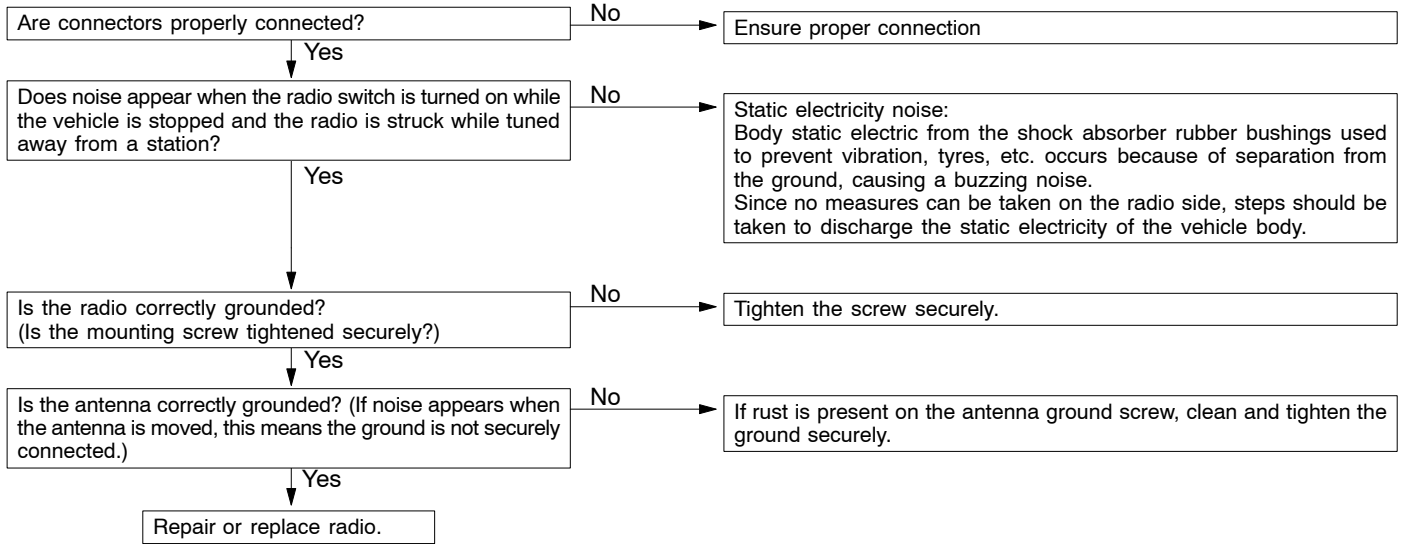 Are connectors properly connected?
No
Ensure proper connection
Yes
Does noise appear when the radio switch is turned on while
the vehicle is stopped and the radio is struck while tuned
away from a station?
No
Static electricity noise:
Body static electric from the shock absorber rubber bushings used
to prevent vibration, tyres, etc. occurs because of separation from
the ground, causing a buzzing noise.
Since no measures can be taken on the radio side, steps should be
taken to discharge the static electricity of the vehicle body.
Yes
Is the radio correctly grounded?
(Is the mounting screw tightened securely?)
No
Tighten the screw securely.
Yes
Is the antenna correctly grounded? (If noise appears when
the antenna is moved, this means the ground is not securely
connected.)
No
If rust is present on the antenna ground screw, clean and tighten the
ground securely.
Yes
Repair or replace radio.